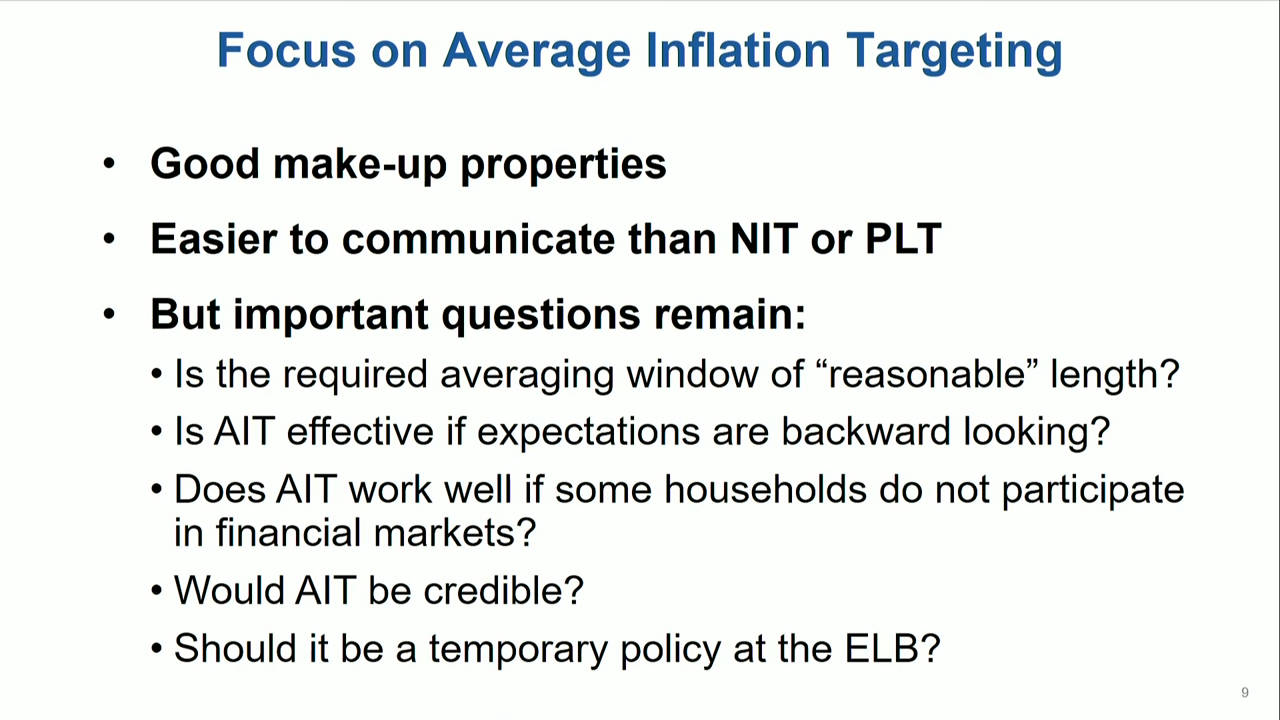 Focus on Average Inflation Targeting
• Good make-up properties
• Easier to communicate than NIT or PLT
• But important questions remain:
• Is the required averaging window of “reasonable” length?
• Is AIT effective if expectations are backward looking?
• Does AIT work well if some households do not participate
in financial markets?
• Would AIT be credible?
• Should it be a temporary policy at the ELB?
9